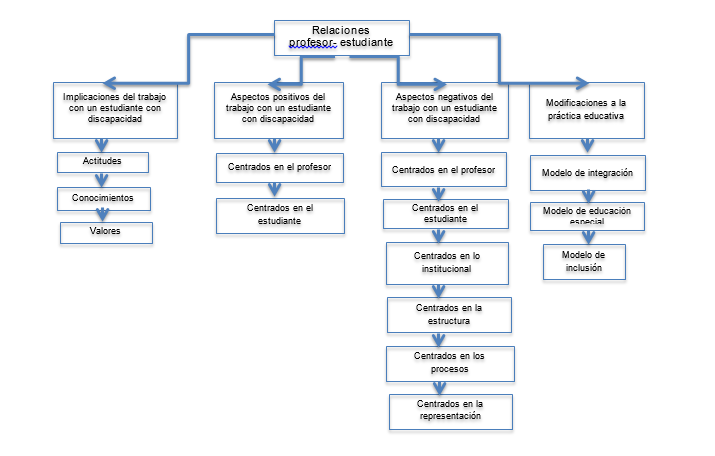 Relaciones
profesor- estudiante
Implicaciones del trabajo
con un estudiante con
discapacidad
Actitudes
Conocimientos
Valores
Aspectos positivos del
trabajo con un estudiante
con discapacidad
Centrados en el profesor
Centrados en el
estudiante
Aspectos negativos del
trabajo con un estudiante
con discapacidad
Centrados en el profesor
Centrados en el
estudiante
Centrados en lo
institucional
Centrados en la
estructura
Centrados en los
procesos
Centrados en la
representación
Modificaciones a la
práctica educativa
Modelo de integración
Modelo de educación
especial
Modelo de
inclusión